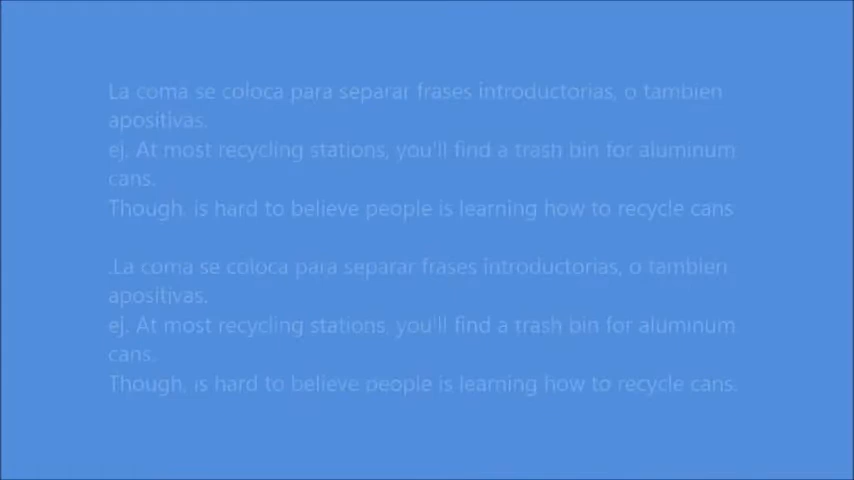 La coma se coloca para separar frases introductorias, o tambien
apositivas.
ej. At most recycling stations, you'll find a trash bin for aluminum
cans.
Though, is hard to believe people is learning how to recycle cans
.La coma se coloca para separar frases introductorias, o tambien
apositivas.
ej. At most recycling stations, you'll find a trash bin for aluminum
cans.
Though, is hard to believe people is learning how to recycle cans.